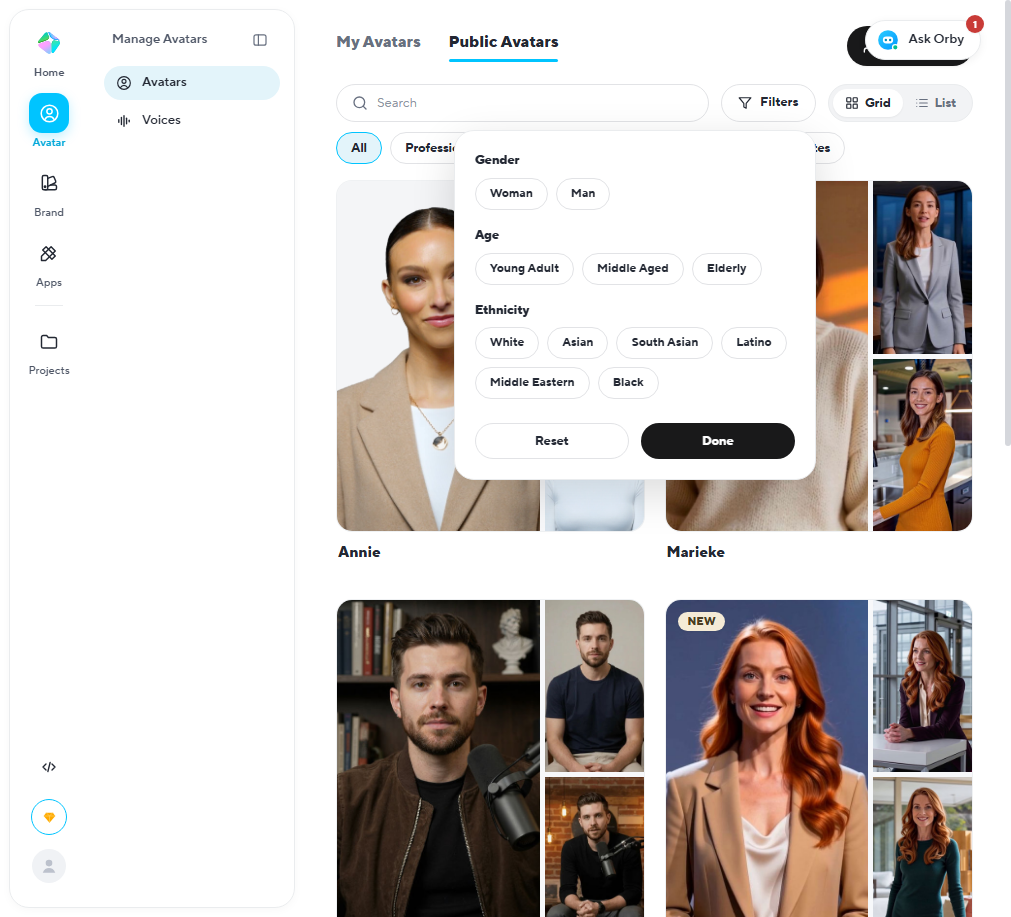 Home
Avatar
Brand
Apps
Projects
Manage Avatars
Avatars
Voices
My Avatars
Public Avatars
1
Ask Orby
Search
Filters
Grid
List
All
Gender
Woman
Man
Age
Young Adult
Middle Aged
Elderly
Ethnicity
White
Asian
South Asian
Latino
Middle Eastern
Black
Reset
Done
Annie
Marieke
NEW